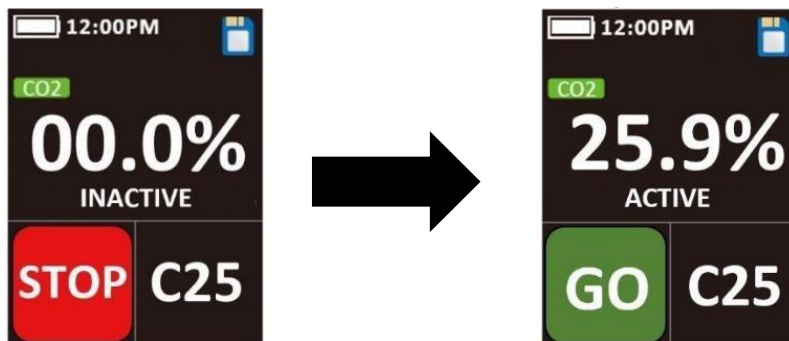 12:00PM
CO2
00.0%
INACTIVE
STOP C25
12:00PM
CO2
25.9%
ACTIVE
GO C25